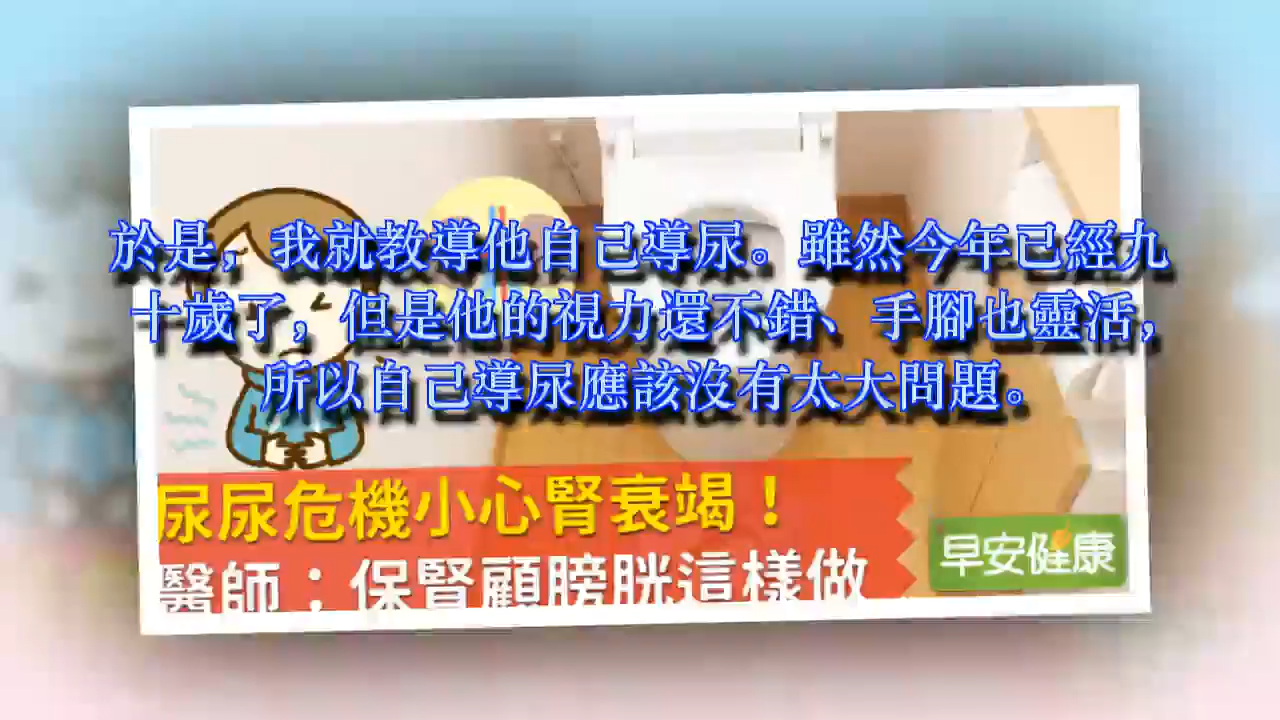 於是，我就教導他自己導尿。雖然今年已經九
十歲了，但是他的視力還不錯、手腳也靈活，
所以自己導尿應該沒有太大問題。
尿尿危機小心腎衰竭！
醫師：保腎顧膀胱這樣做
早安健康